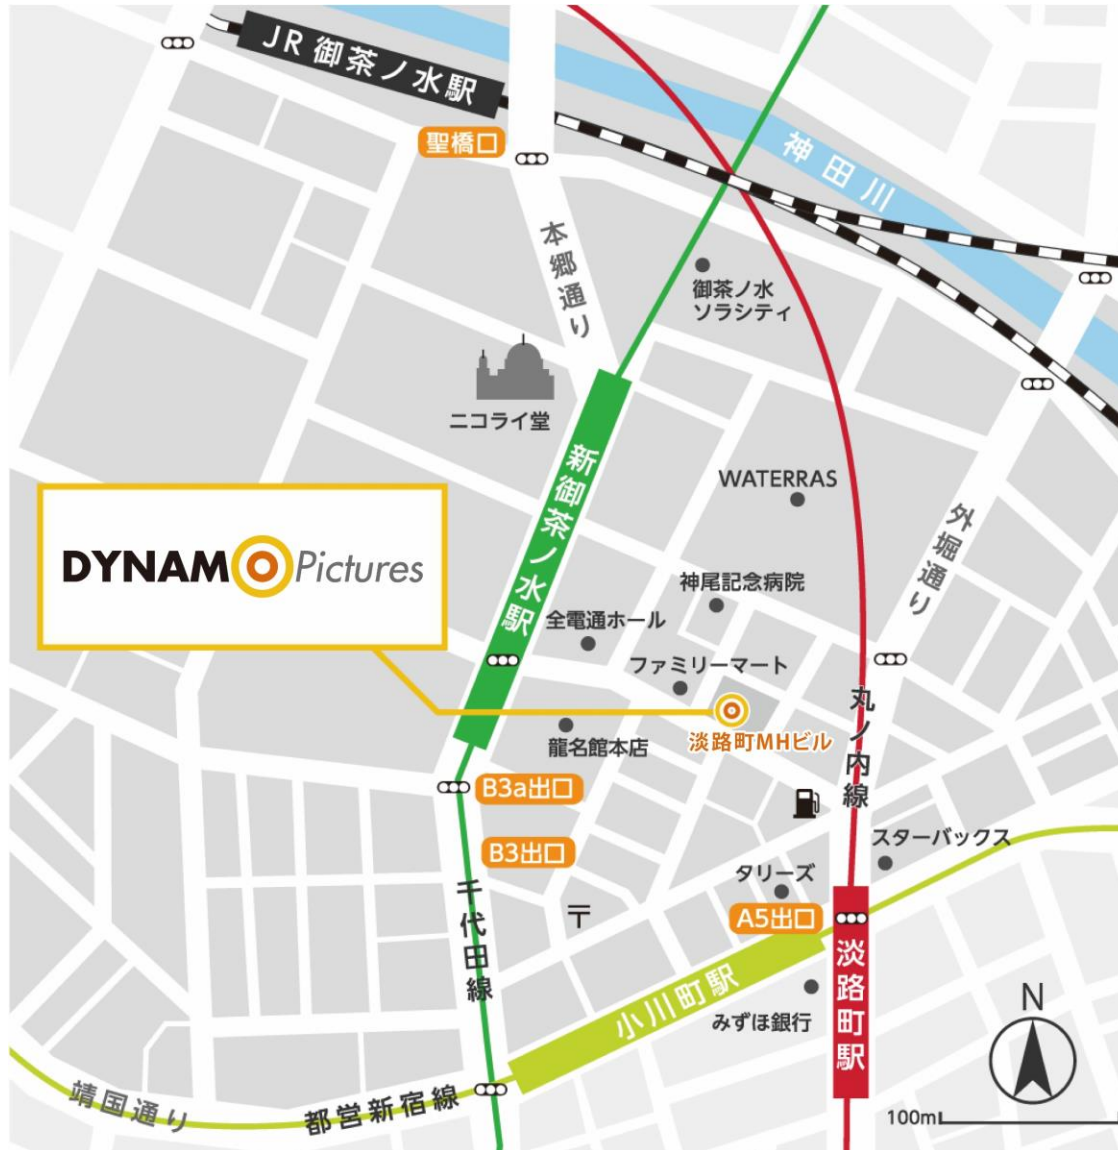 JR 御茶ノ水駅
聖橋口
神田川
本郷通り
御茶ノ水
ソラシティ
ニコライ堂
新御茶ノ水駅
WATERRAS
外堀通り
DYNAMO Pictures
神尾記念病院
全電通ホール
ファミリーマート
龍名館本店
淡路町MHビル
丸ノ内線
B3a出口
B3出口
スターバックス
タリーズ
A5出口
〒
千代田線
小川町駅
淡路町駅
みずほ銀行
N
靖国通り
都営新宿線
100m